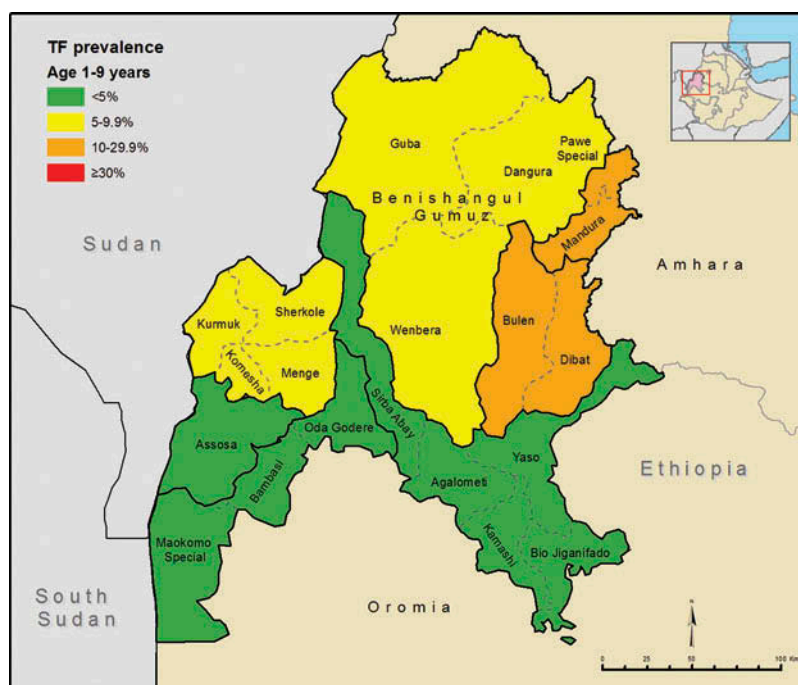 TF prevalence
Age 1-9 years
<5%
5-9.9%
10-29.9%
≥30%
Guba
Pawe
Special
Dangura
Benishangul
Gumuz
Mandura
Sudan
Amhara
Sherkole
Kurmuk
Wenbera
Bulen
Komesha
Menge
Dibat
Sirba Abay
Oda Godere
Assosa
Yaso
Ethiopia
Bambasi
Agalometi
Maokomo
Special
Kamashi
Bio Jiganifado
South
Sudan
Oromia
N
0 25 50 100 Km